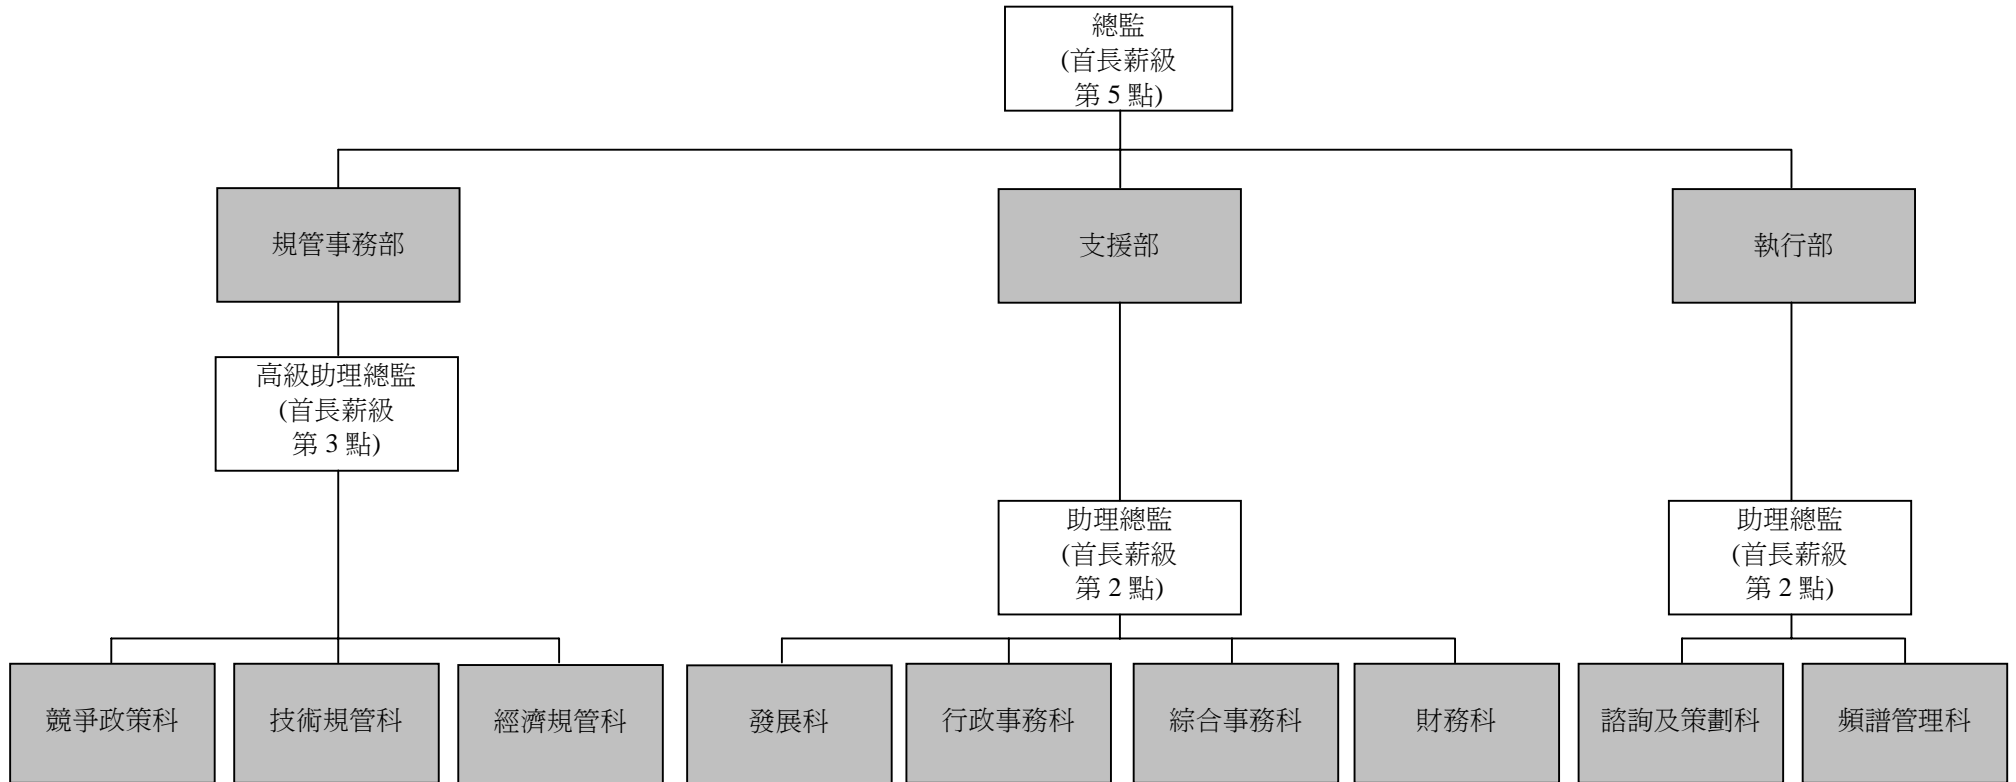 總監
(首長薪級
第 5 點)
規管事務部
支援部
執行部
高級助理總監
(首長薪級
第 3 點)
助理總監
(首長薪級
第 2 點)
助理總監
(首長薪級
第 2 點)
競爭政策科
技術規管科
經濟規管科
發展科
行政事務科
綜合事務科
財務科
諮詢及策劃科
頻譜管理科